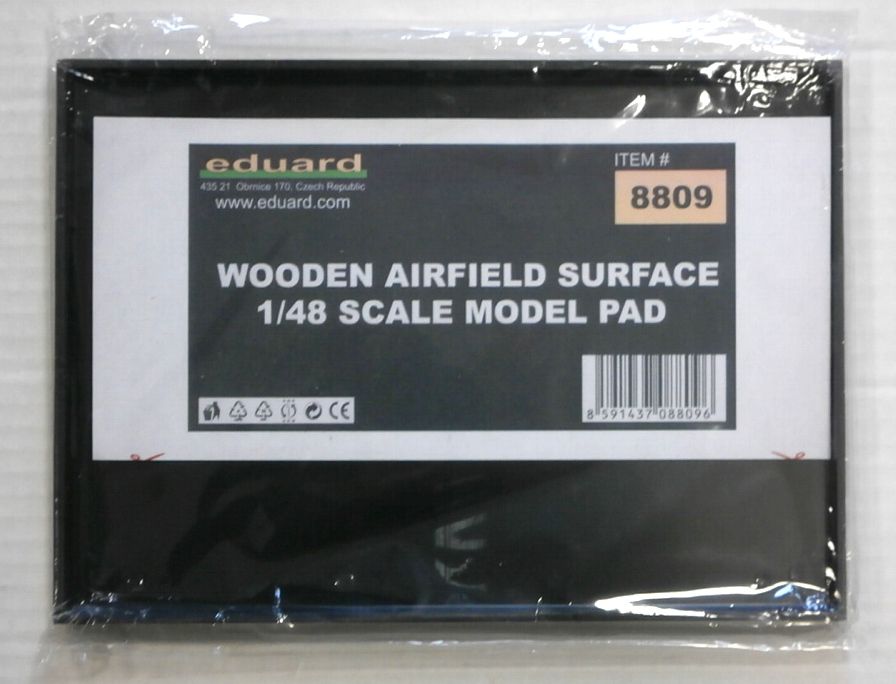 eduard
435 21 Obrnice 170, Czech Republic
www.eduard.com
ITEM #
8809
WOODEN AIRFIELD SURFACE
1/48 SCALE MODEL PAD
CE
8 591437 088096